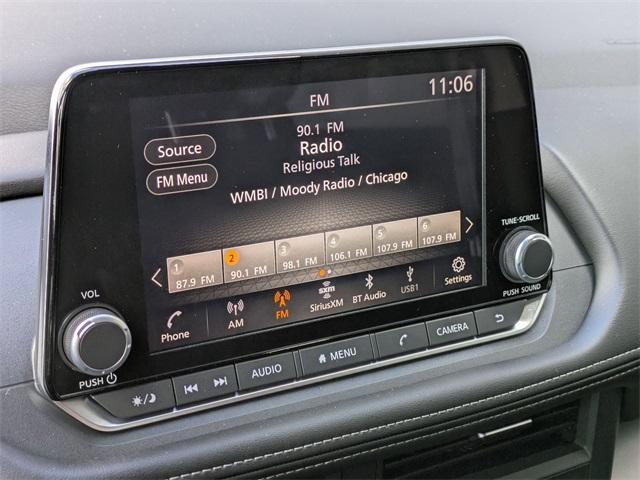 11:06
FM
90.1 FM
Source
Radio
Religious Talk
FM Menu
WMBI / Moody Radio / Chicago
1 2 3 4 5 6
87.9 FM 90.1 FM 98.1 FM 106.1 FM 107.9 FM 107.9 FM
Phone AM FM SiriusXM BT Audio USB1 Settings
sxm
TUNE·SCROLL
PUSH SOUND
VOL
PUSH
AUDIO MENU CAMERA